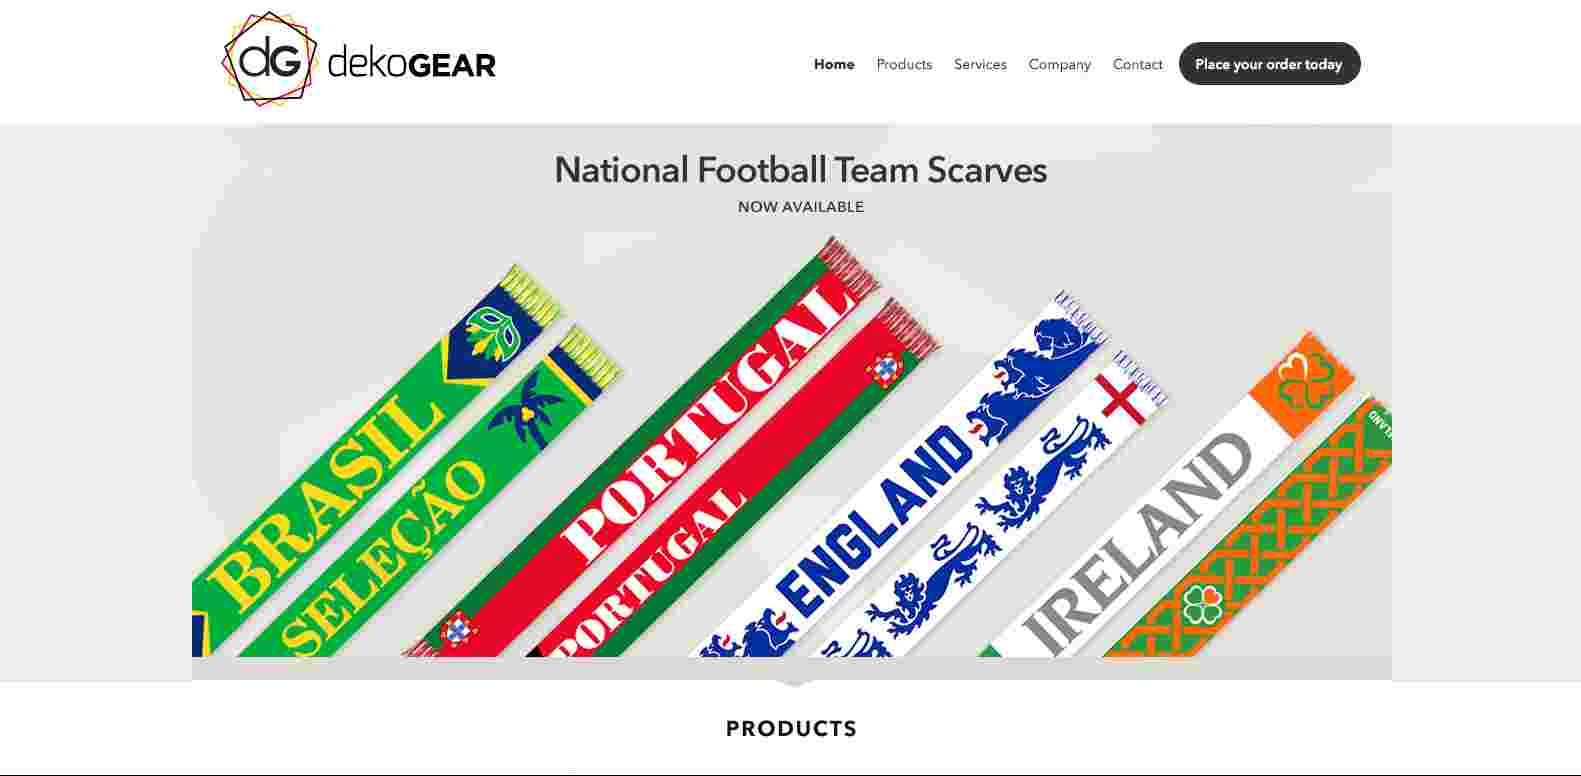 dG dekoGEAR
Home Products Services Company Contact Place your order today
National Football Team Scarves
NOW AVAILABLE
BRASIL
SELEÇÃO
PORTUGAL
PORTUGAL
ENGLAND
IRELAND
PRODUCTS